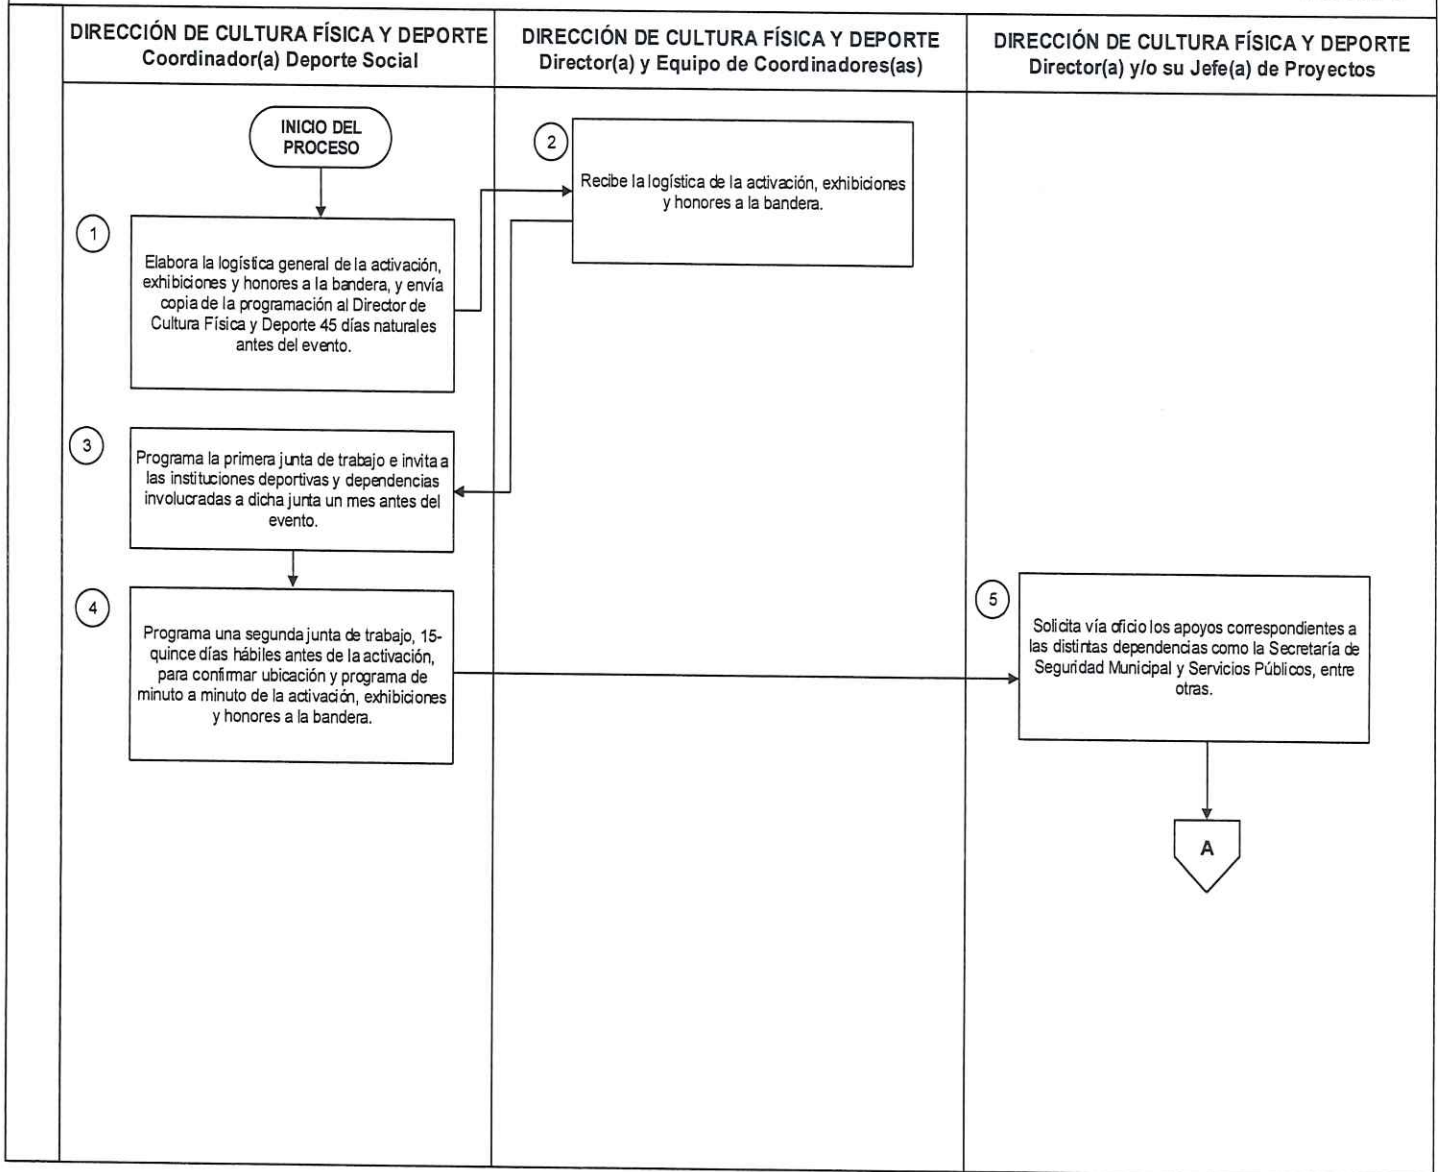 DIRECCIÓN DE CULTURA FÍSICA Y DEPORTE
Coordinador(a) Deporte Social
DIRECCIÓN DE CULTURA FÍSICA Y DEPORTE
Director(a) y Equipo de Coordinadores(as)
DIRECCIÓN DE CULTURA FÍSICA Y DEPORTE
Director(a) y/o su Jefe(a) de Proyectos
INICIO DEL
PROCESO
1
Elabora la logística general de la activación,
exhibiciones y honores a la bandera, y envía
copia de la programación al Director de
Cultura Física y Deporte 45 días naturales
antes del evento.
2
Recibe la logística de la activación, exhibiciones
y honores a la bandera.
3
Programa la primera junta de trabajo e invita a
las instituciones deportivas y dependencias
involucradas a dicha junta un mes antes del
evento.
4
Programa una segunda junta de trabajo, 15-
quince días hábiles antes de la activación,
para confirmar ubicación y programa de
minuto a minuto de la activación, exhibiciones
y honores a la bandera.
5
Solicita vía oficio los apoyos correspondientes a
las distintas dependencias como la Secretaría de
Seguridad Municipal y Servicios Públicos, entre
otras.
A